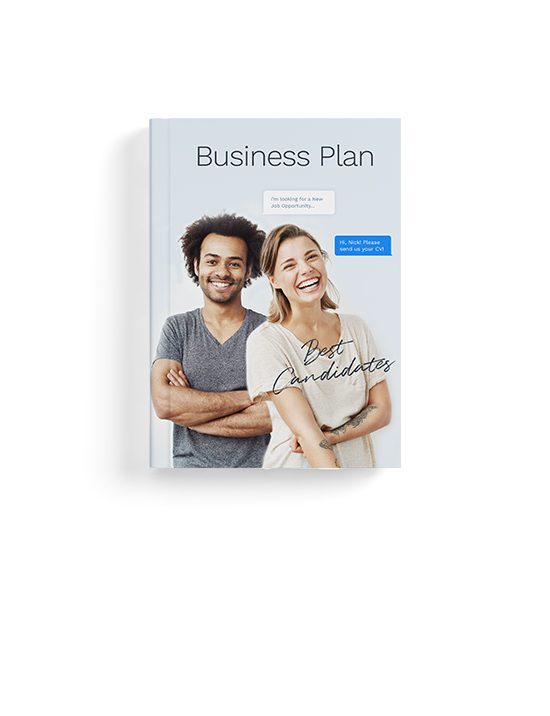 Business Plan
I'm looking for a New
Job Opportunity...
Hi, Nick! Please
send us your CV!
Best
Candidates